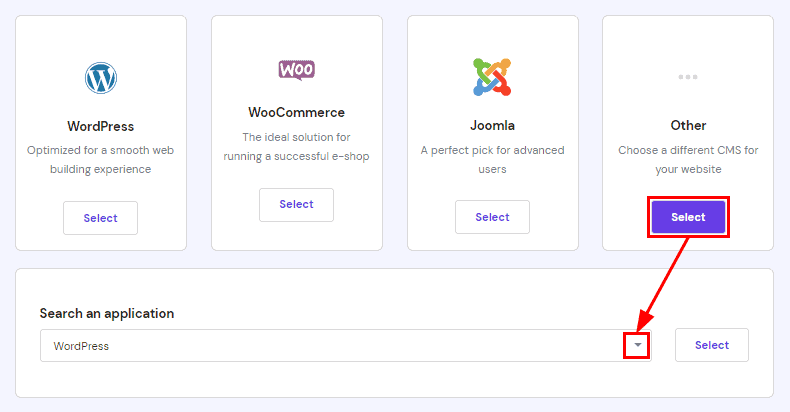 WordPress
Optimized for a smooth web
building experience
Select
WOO
WooCommerce
The ideal solution for
running a successful e-shop
Select
Joomla
A perfect pick for advanced
users
Select
Other
Choose a different CMS for
your website
Select
Search an application
WordPress
Select